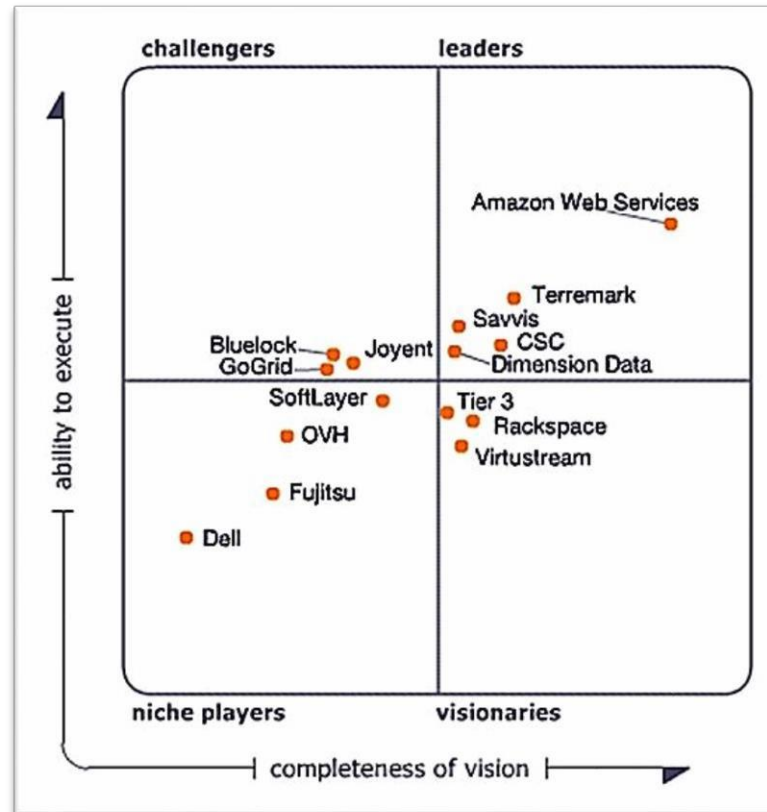 challengers
leaders
Amazon Web Services
Terremark
Savvis
CSC
Bluelock
Joyent
Dimension Data
GoGrid
SoftLayer
Tier 3
Rackspace
OVH
Virtustream
Fujitsu
Dell
ability to execute
niche players
visionaries
completeness of vision